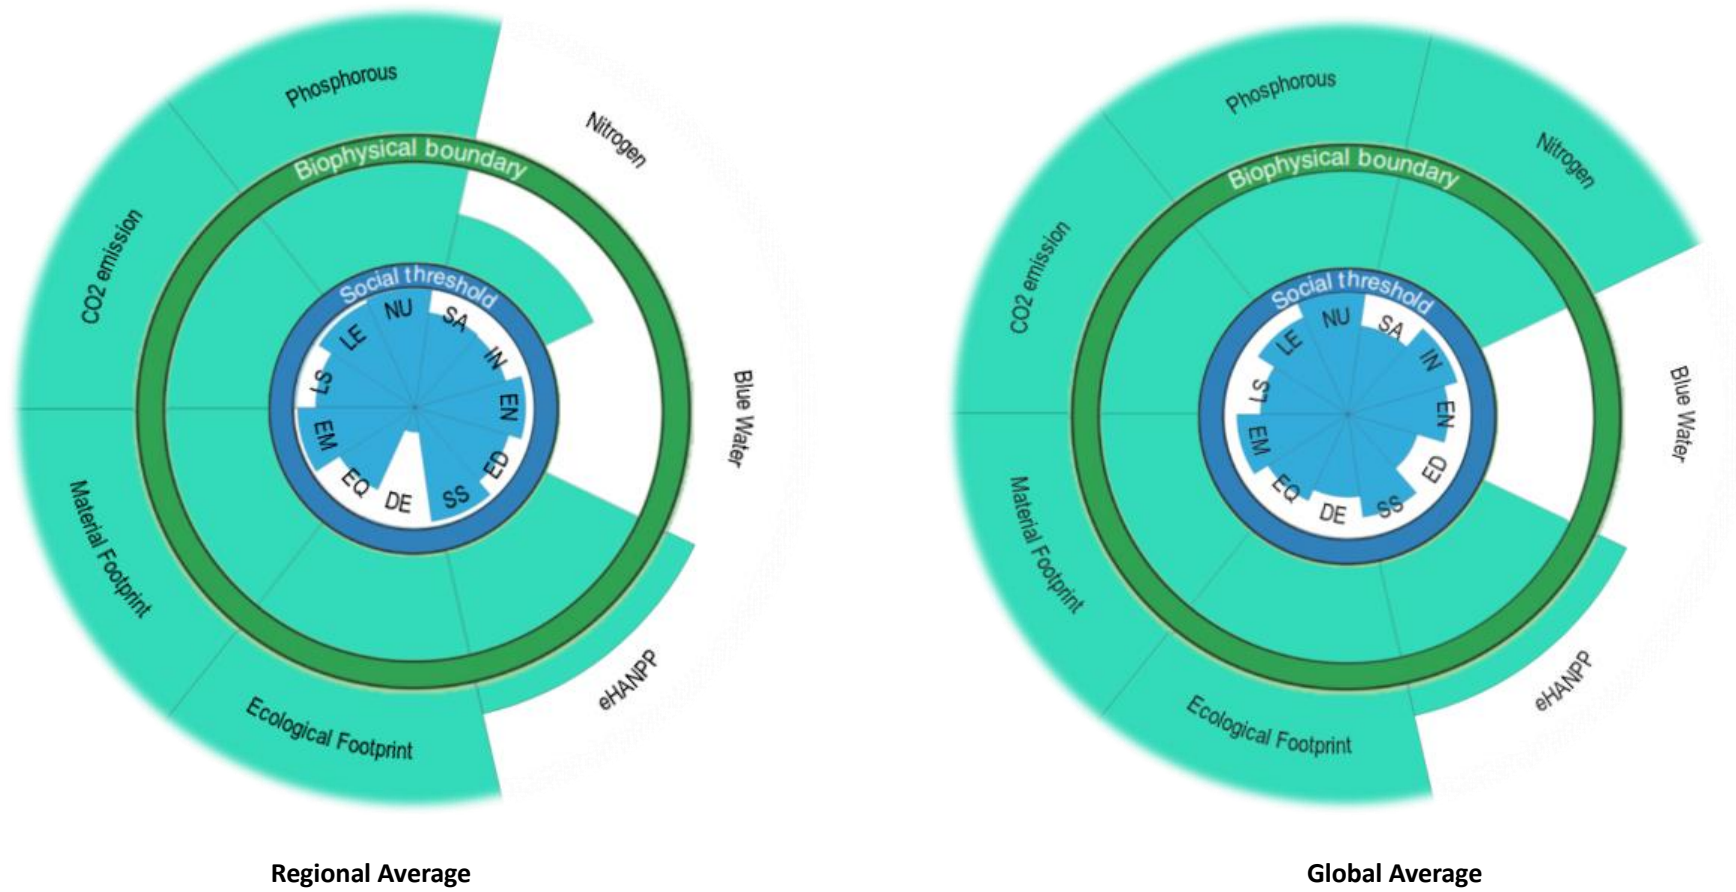 Phosphorous
Nitrogen
CO2 emission
Biophysical boundary
Social threshold
NU
SA
LE
IN
LS
EN
EM
ED
EQ
DE
SS
Blue Water
Material Footprint
Ecological Footprint
eHANPP
Regional Average
Phosphorous
Nitrogen
CO2 emission
Biophysical boundary
Social threshold
NU
SA
LE
IN
LS
EN
EM
ED
EQ
DE
SS
Blue Water
Material Footprint
Ecological Footprint
eHANPP
Global Average